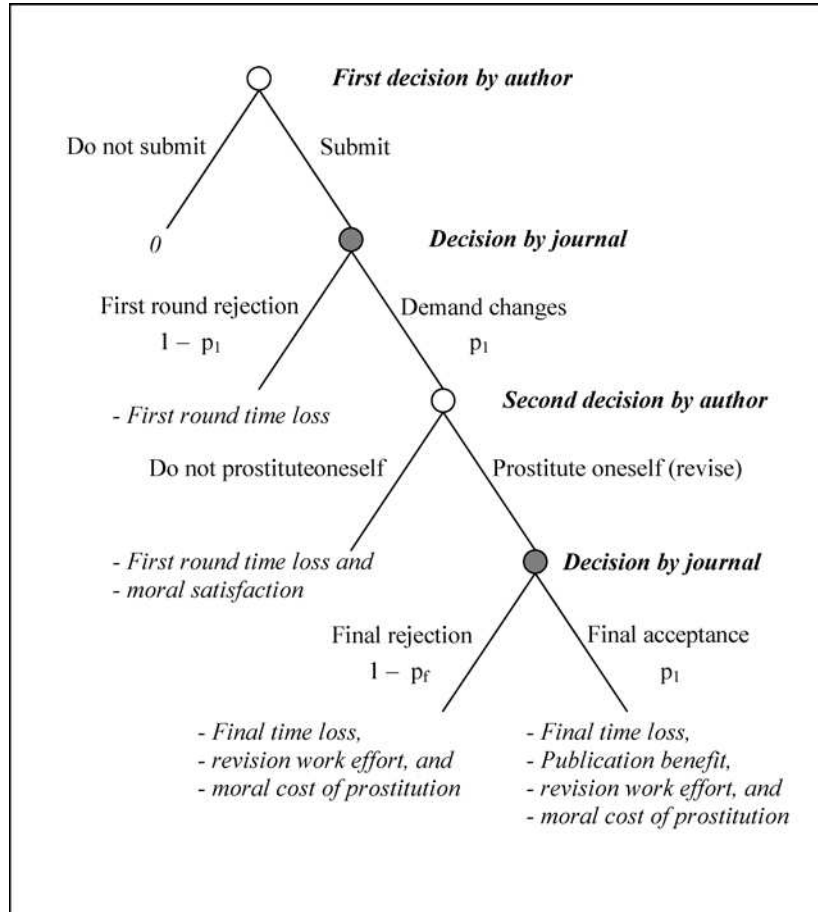 First decision by author
Do not submit
Submit
0
Decision by journal
First round rejection
Demand changes
1 – p₁
p₁
- First round time loss
Second decision by author
Do not prostituteoneself
Prostitute oneself (revise)
- First round time loss and
- moral satisfaction
Decision by journal
Final rejection
Final acceptance
1 – p_f
p₁
- Final time loss,
- revision work effort, and
- moral cost of prostitution
- Final time loss,
- Publication benefit,
- revision work effort, and
- moral cost of prostitution